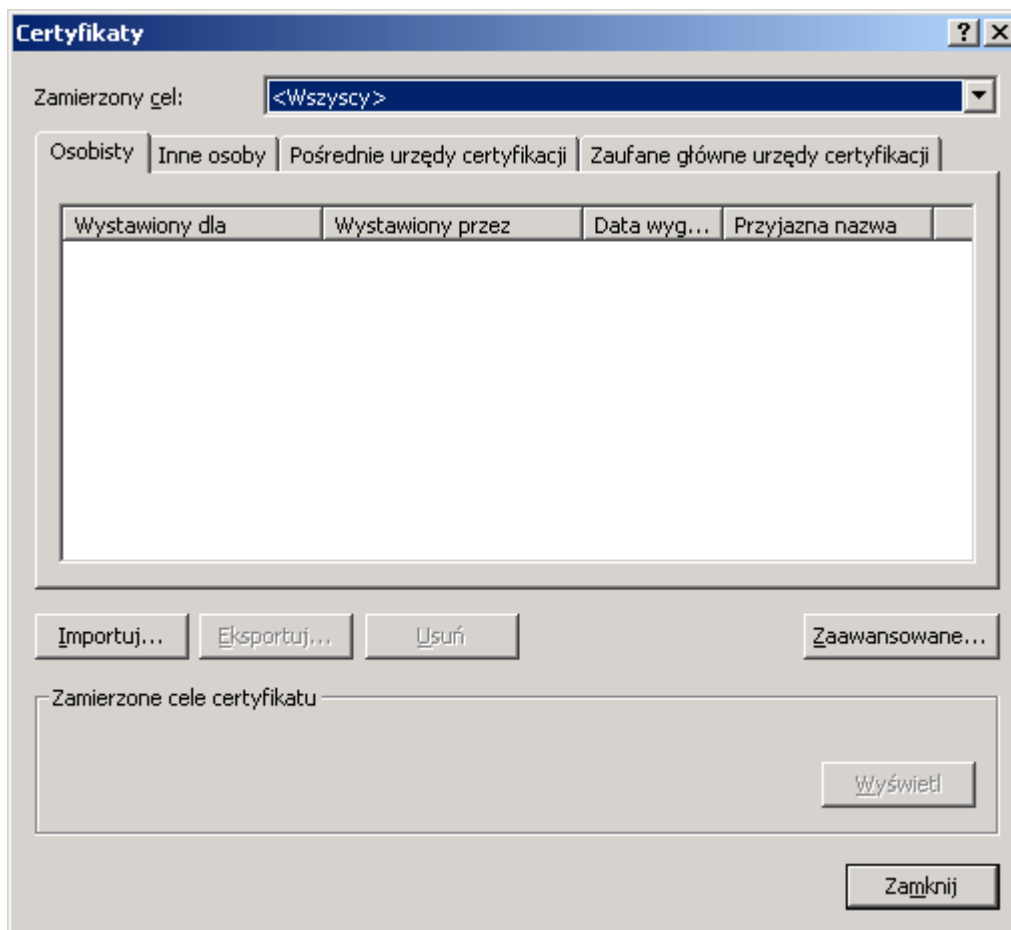 Certyfikaty
Zamierzony cel: <Wszyscy>
Osobisty Inne osoby Pośrednie urzędy certyfikacji Zaufane główne urzędy certyfikacji
Wystawiony dla Wystawiony przez Data wyg... Przyjazna nazwa
Importuj... Eksportuj... Usuń Zaawansowane...
Zamierzone cele certyfikatu
Wyświetl
Zamknij